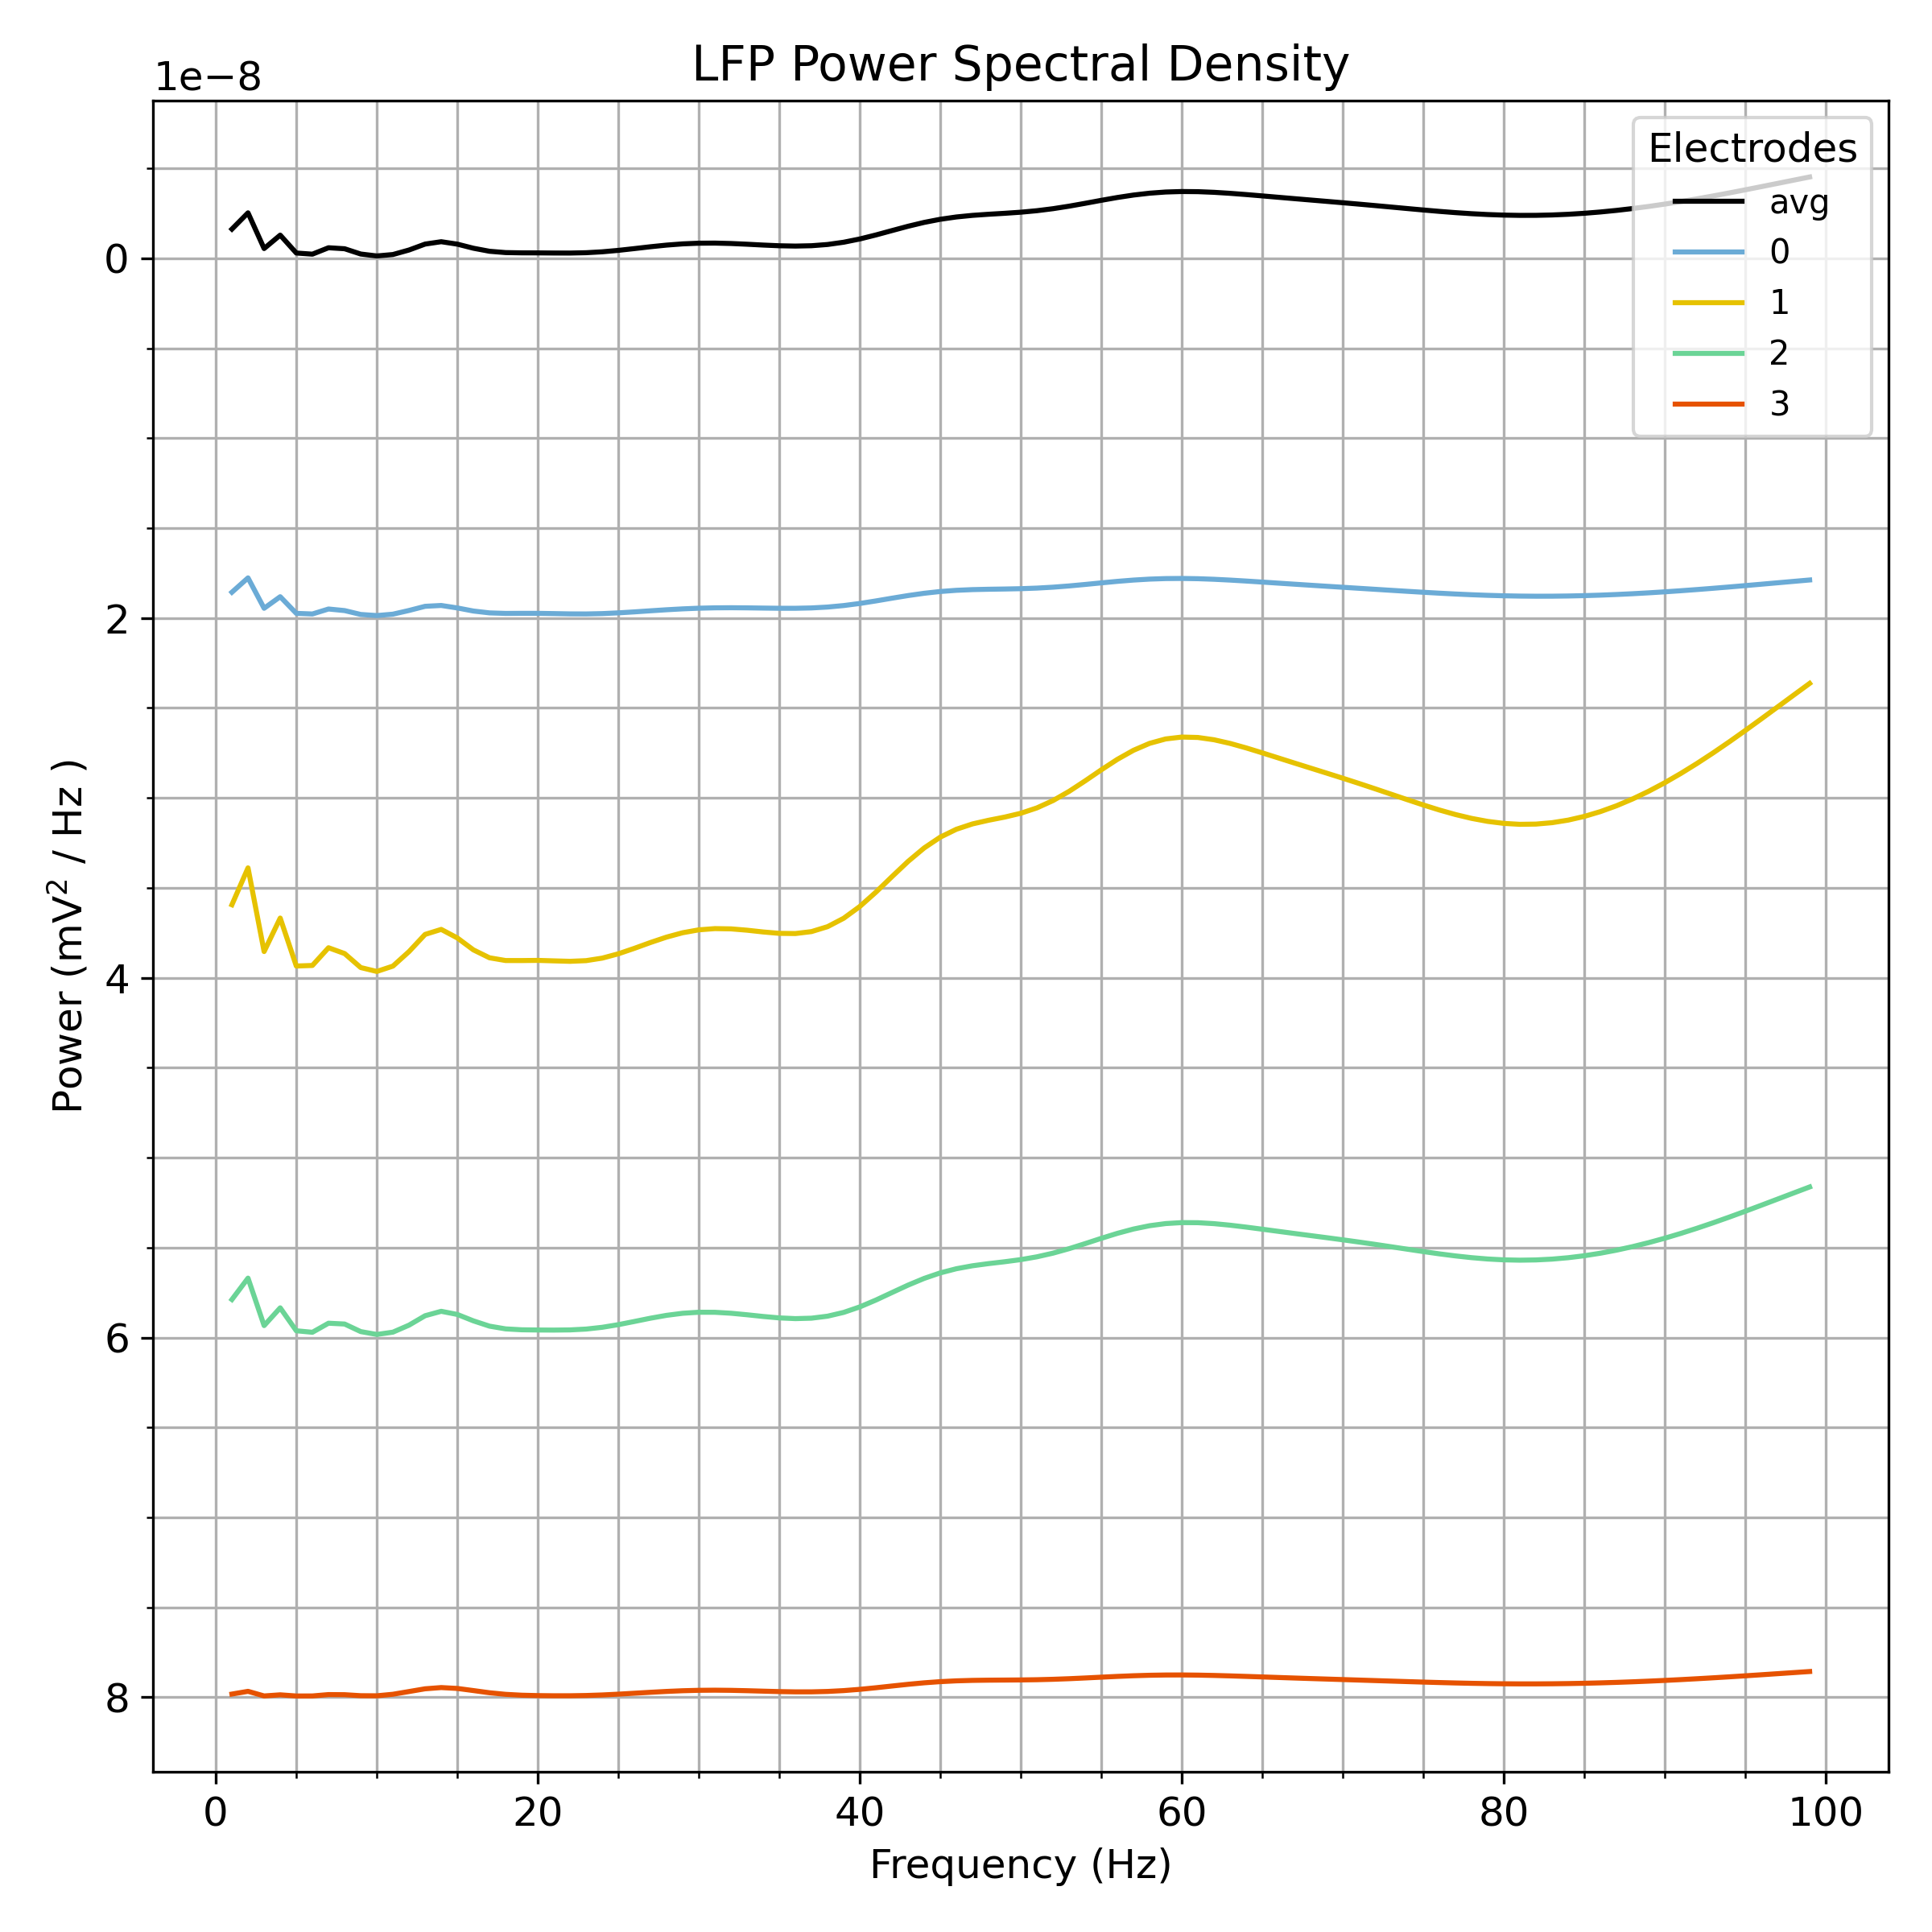 LFP Power Spectral Density
1e−8
Electrodes
avg
0
1
2
3
0
2
4
6
8
Power (mV² / Hz )
0 20 40 60 80 100
Frequency (Hz)